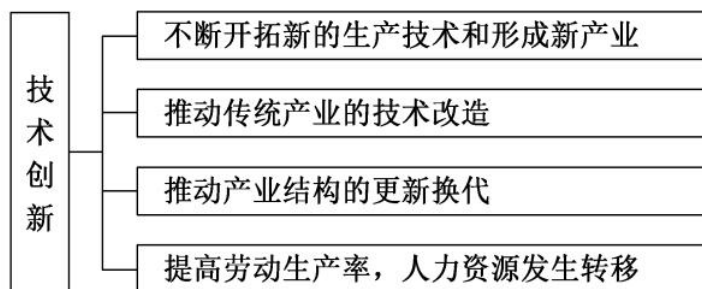 技术创新
不断开拓新的生产技术和形成新产业
推动传统产业的技术改造
推动产业结构的更新换代
提高劳动生产率，人力资源发生转移